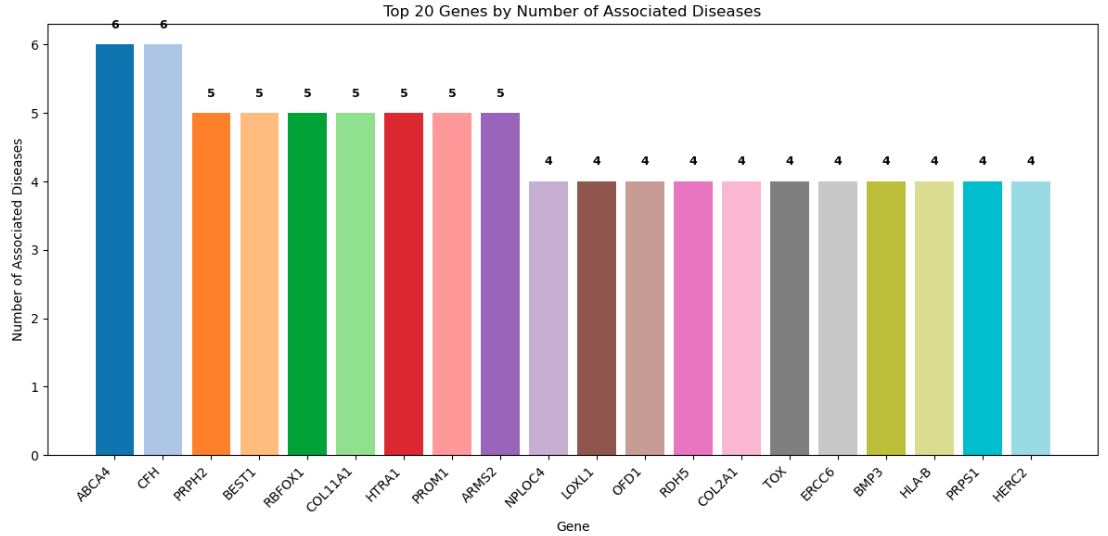 Top 20 Genes by Number of Associated Diseases
Number of Associated Diseases
6
5
4
3
2
1
0
6
6
5
5
5
5
5
5
5
4
4
4
4
4
4
4
4
4
4
4
ABCA4
CFH
PRPH2
BEST1
RBFOX1
COL11A1
HTRA1
PROM1
ARMS2
NPLOC4
LOXL1
OFD1
RDH5
COL2A1
TOX
ERCC6
BMP3
HLA-B
PRPS1
HERC2
Gene